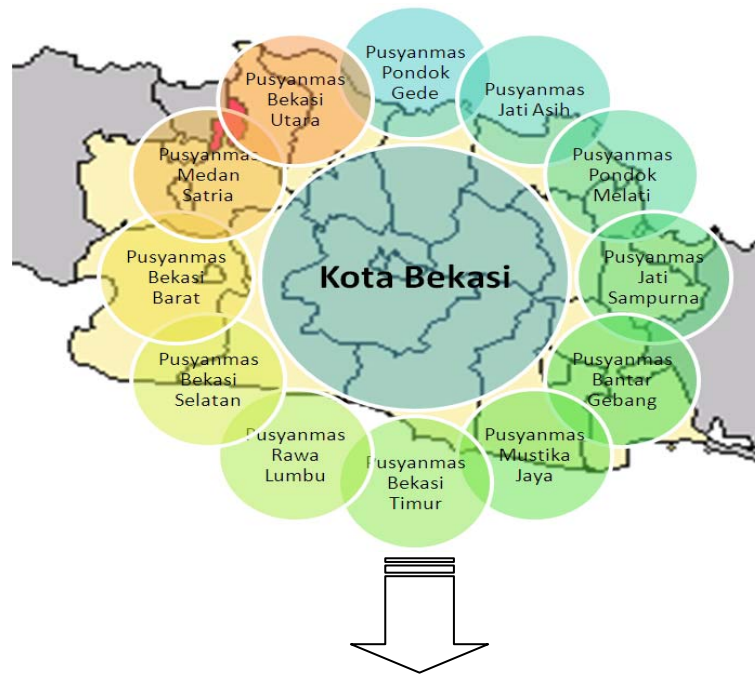 Pusyanmas
Pondok
Gede
Pusyanmas
Jati Asih
Pusyanmas
Pondok
Melati
Pusyanmas
Jati
Sampurna
Pusyanmas
Bantar
Gebang
Pusyanmas
Mustika
Jaya
Pusyanmas
Bekasi
Timur
Pusyanmas
Rawa
Lumbu
Pusyanmas
Bekasi
Selatan
Pusyanmas
Bekasi
Barat
Pusyanmas
Medan
Satria
Pusyanmas
Bekasi
Utara
Kota Bekasi